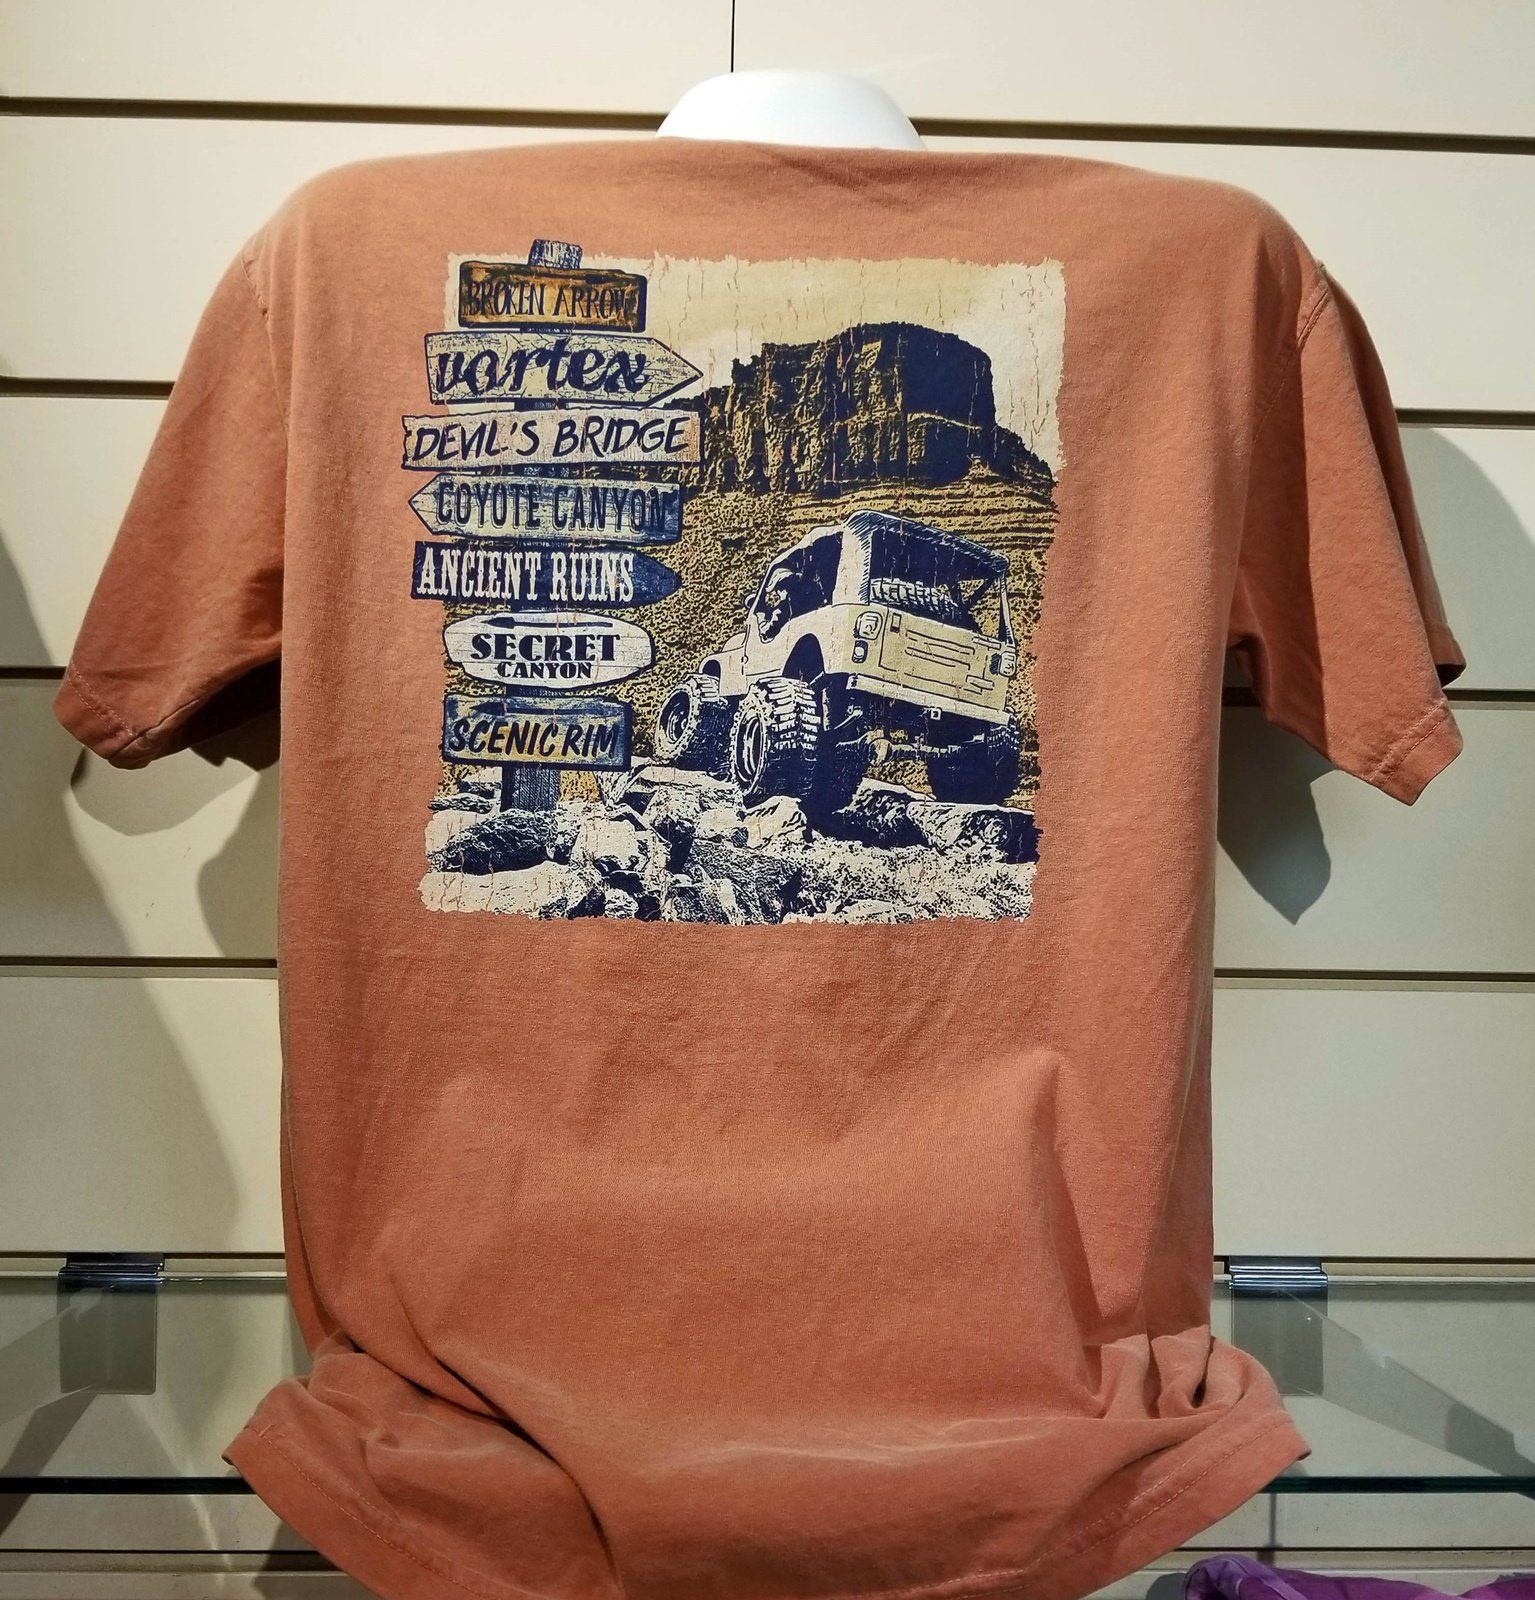 BROKEN ARROW
vortex
DEVIL'S BRIDGE
COYOTE CANYON
ANCIENT RUINS
SECRET
CANYON
SCENIC RIM